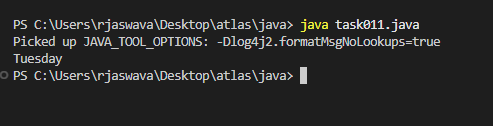 PS C:\Users\rjaswava\Desktop\atlas\java> java task011.java
Picked up JAVA_TOOL_OPTIONS: -Dlog4j2.formatMsgNoLookups=true
Tuesday
PS C:\Users\rjaswava\Desktop\atlas\java>